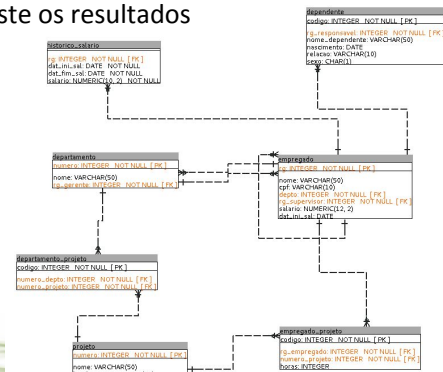 ste os resultados
dependente
codigo: INTEGER NOT NULL [ PK ]
rg_responsavel: INTEGER NOT NULL [ FK ]
nome_dependente: VARCHAR(50)
nascimento: DATE
relacao: VARCHAR(10)
sexo: CHAR(1)
historico_salario
rg: INTEGER NOT NULL [ FK ]
dat_ini_sal: DATE NOT NULL
dat_fim_sal: DATE NOT NULL
salario: NUMERIC(10, 2) NOT NULL
departamento
numero: INTEGER NOT NULL [ PK ]
nome: VARCHAR(50)
rg_gerente: INTEGER NOT NULL [ FK ]
empregado
rg: INTEGER NOT NULL [ PK ]
nome: VARCHAR(50)
cpf: VARCHAR(10)
depto: INTEGER NOT NULL [ FK ]
rg_supervisor: INTEGER NOT NULL [ FK ]
salario: NUMERIC(12, 2)
dat_ini_sal: DATE
departamento_projeto
codigo: INTEGER NOT NULL [ PK ]
numero_depto: INTEGER NOT NULL [ FK ]
numero_projeto: INTEGER NOT NULL [ FK ]
empregado_projeto
codigo: INTEGER NOT NULL [ PK ]
rg_empregado: INTEGER NOT NULL [ FK ]
numero_projeto: INTEGER NOT NULL [ FK ]
horas: INTEGER
projeto
numero: INTEGER NOT NULL [ PK ]
nome: VARCHAR(50)